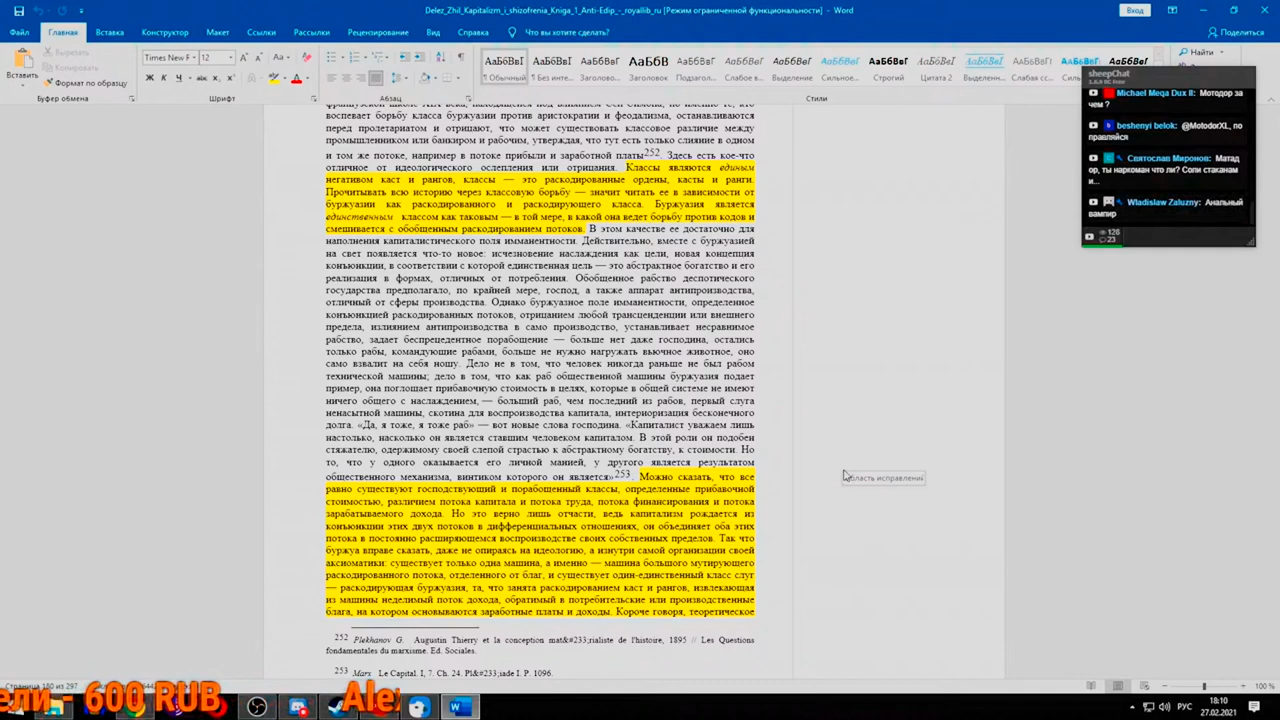 Delez_Zhil_Kapitalizm_i_shizofrenia_Kniga_1_Anti-Edip_-_royallib_ru [Режим ограниченной функциональности] - Word
Вход
Файл Главная Вставка Конструктор Макет Ссылки Рассылки Рецензирование Вид Справка Что вы хотите сделать? Поделиться
Вставить
Вырезать
Копировать
Формат по образцу
Буфер обмена
Times New F 12
Шрифт
Абзац
АаБбВвГ АаБбВвГ АаБбВвГ АаБбВ АаБбВвГ АаБбВвГ АаБбВвГ АаБбВвГ АаБбВвГ АаБбВвГ АаБбВвГ
¶ Обычный ¶ Без инте... Заголово... Заголовок Подзагол... Слабое в... Выделение Сильное... Строгий Цитата 2 Выделенн... Слабая сс...
Стили
Найти
воспевает борьбу класса буржуазии против аристократии и феодализма, останавливаются
перед пролетариатом и отрицают, что может существовать классовое различие между
промышленником или банкиром и рабочим, утверждая, что тут есть только слияние в одном
и том же потоке, например в потоке прибыли и заработной платы252. Здесь есть кое-что
отличное от идеологического ослепления или отрицания. Классы являются единым
негативом каст и рангов, классы — это раскодированные ордены, касты и ранги.
Прочитывать всю историю через классовую борьбу — значит читать ее в зависимости от
буржуазии как раскодированного и раскодирующего класса. Буржуазия является
единственным классом как таковым — в той мере, в какой она ведет борьбу против кодов и
смешивается с обобщенным раскодированием потоков. В этом качестве ее достаточно для
наполнения капиталистического поля имманентности. Действительно, вместе с буржуазией
на свет появляется что-то новое: исчезновение наслаждения как цели, новая концепция
конъюнкции, в соответствии с которой единственная цель — это абстрактное богатство и его
реализация в формах, отличных от потребления. Обобщенное рабство деспотического
государства предполагало, по крайней мере, господ, а также аппарат антипроизводства,
отличный от сферы производства. Однако буржуазное поле имманентности, определенное
конъюнкцией раскодированных потоков, отрицанием любой трансценденции или внешнего
предела, излиянием антипроизводства в само производство, устанавливает несравнимое
рабство, задает беспрецедентное порабощение — больше нет даже господина, остались
только рабы, командующие рабами, больше не нужно нагружать вьючное животное, оно
само взвалит на себя ношу. Дело не в том, что человек никогда раньше не был рабом
технической машины; дело в том, что как раб общественной машины буржуазия подает
пример, она поглощает прибавочную стоимость в целях, которые в общей системе не имеют
ничего общего с наслаждением, — больший раб, чем последний из рабов, первый слуга
ненасытной машины, скотина для воспроизводства капитала, интериоризация бесконечного
долга. «Да, я тоже, я тоже раб» — вот новые слова господина. «Капиталист уважаем лишь
настолько, насколько он является ставшим человеком капиталом. В этой роли он подобен
стяжателю, одержимому своей слепой страстью к абстрактному богатству, к стоимости. Но
то, что у одного оказывается его личной манией, у другого является результатом
общественного механизма, винтиком которого он является»253. Можно сказать, что все
равно существуют господствующий и порабощенный классы, определенные прибавочной
стоимостью, различием потока капитала и потока труда, потока финансирования и потока
зарабатываемого дохода. Но это верно лишь отчасти, ведь капитализм рождается из
конъюнкции этих двух потоков в дифференциальных отношениях, он объединяет оба этих
потока в постоянно расширяющемся воспроизводстве своих собственных пределов. Так что
буржуа вправе сказать, даже не опираясь на идеологию, а изнутри самой организации своей
аксиоматики: существует только одна машина, а именно — машина большого мутирующего
раскодированного потока, отделенного от благ, и существует один-единственный класс слуг
— раскодирующая буржуазия, та, что занята раскодированием каст и рангов, извлекающая
из машины неделимый поток дохода, обратимый в потребительские или производственные
блага, на котором основываются заработные платы и доходы. Короче говоря, теоретическое
252 Plekhanov G. Augustin Thierry et la conception mat&#233;rialiste de l'histoire, 1895 // Les Questions
fondamentales du marxisme. Ed. Sociales.
253 Marx Le Capital. I, 7. Ch. 24. Pl&#233;iade I. P. 1096.
область исправлений
sheepChat
Michael Mega Dux II: Мотодор за
чем ?
beshenyi belok: @MotodorXL, по
правляйся
Святослав Миронов: Матад
ор, ты наркоман что ли? Соли стаканам
и...
Wladislaw Zaluzny: Анальный
вампир
126
23
Страница 180 из 297
100 %
ели - 600 RUB
Ale
РУС
18:10
27.02.2021